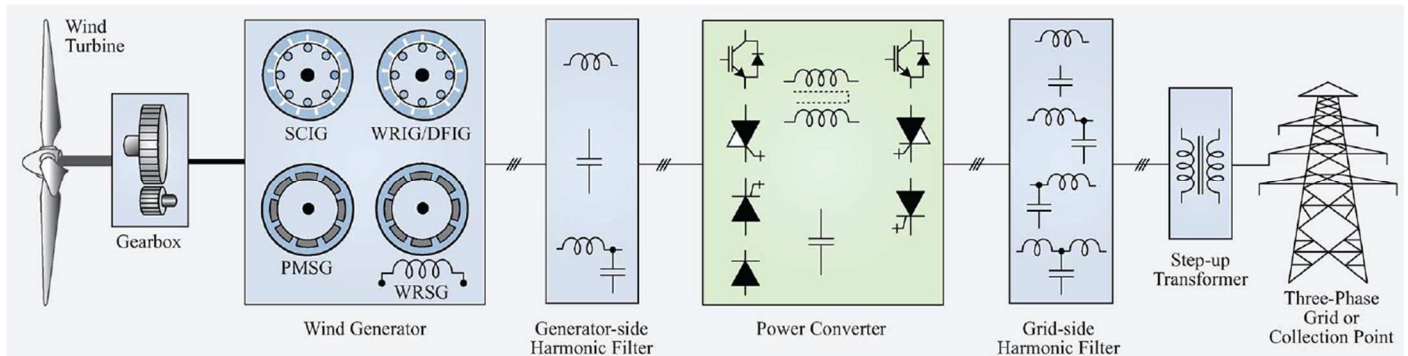 Wind
Turbine
Gearbox
SCIG
WRIG/DFIG
PMSG
WRSG
Wind Generator
Generator-side
Harmonic Filter
Power Converter
Grid-side
Harmonic Filter
Step-up
Transformer
Three-Phase
Grid or
Collection Point